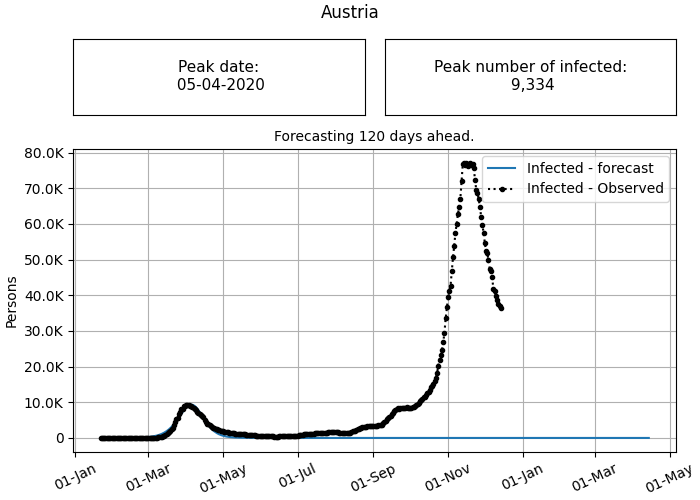 Austria
Peak date:
05-04-2020
Peak number of infected:
9,334
Forecasting 120 days ahead.
80.0K
70.0K
60.0K
50.0K
40.0K
30.0K
20.0K
10.0K
0
Persons
Infected - forecast
Infected - Observed
01-Jan
01-Mar
01-May
01-Jul
01-Sep
01-Nov
01-Jan
01-Mar
01-May